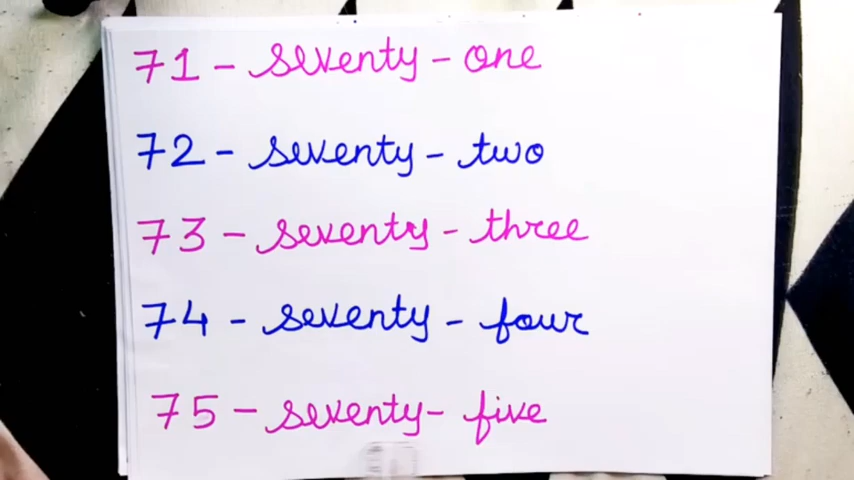 71 - seventy - one
72 - seventy - two
73 - seventy - three
74 - seventy - four
75 - seventy - five